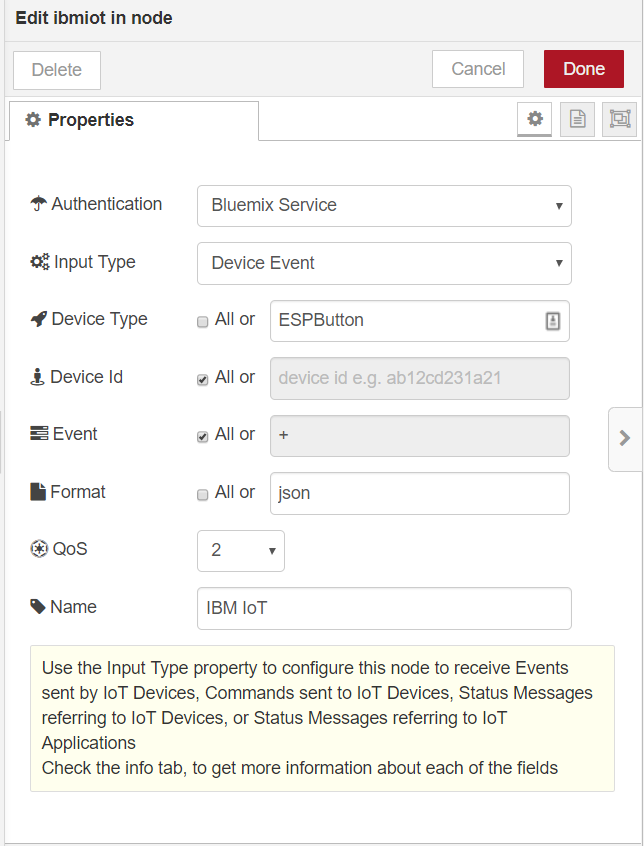 Edit ibmiot in node
Delete
Cancel
Done
Properties
Authentication
Bluemix Service
Input Type
Device Event
Device Type
All or
ESPButton
Device Id
All or
device id e.g. ab12cd231a21
Event
All or
+
Format
All or
json
QoS
2
Name
IBM IoT
Use the Input Type property to configure this node to receive Events
sent by IoT Devices, Commands sent to IoT Devices, Status Messages
referring to IoT Devices, or Status Messages referring to IoT
Applications
Check the info tab, to get more information about each of the fields